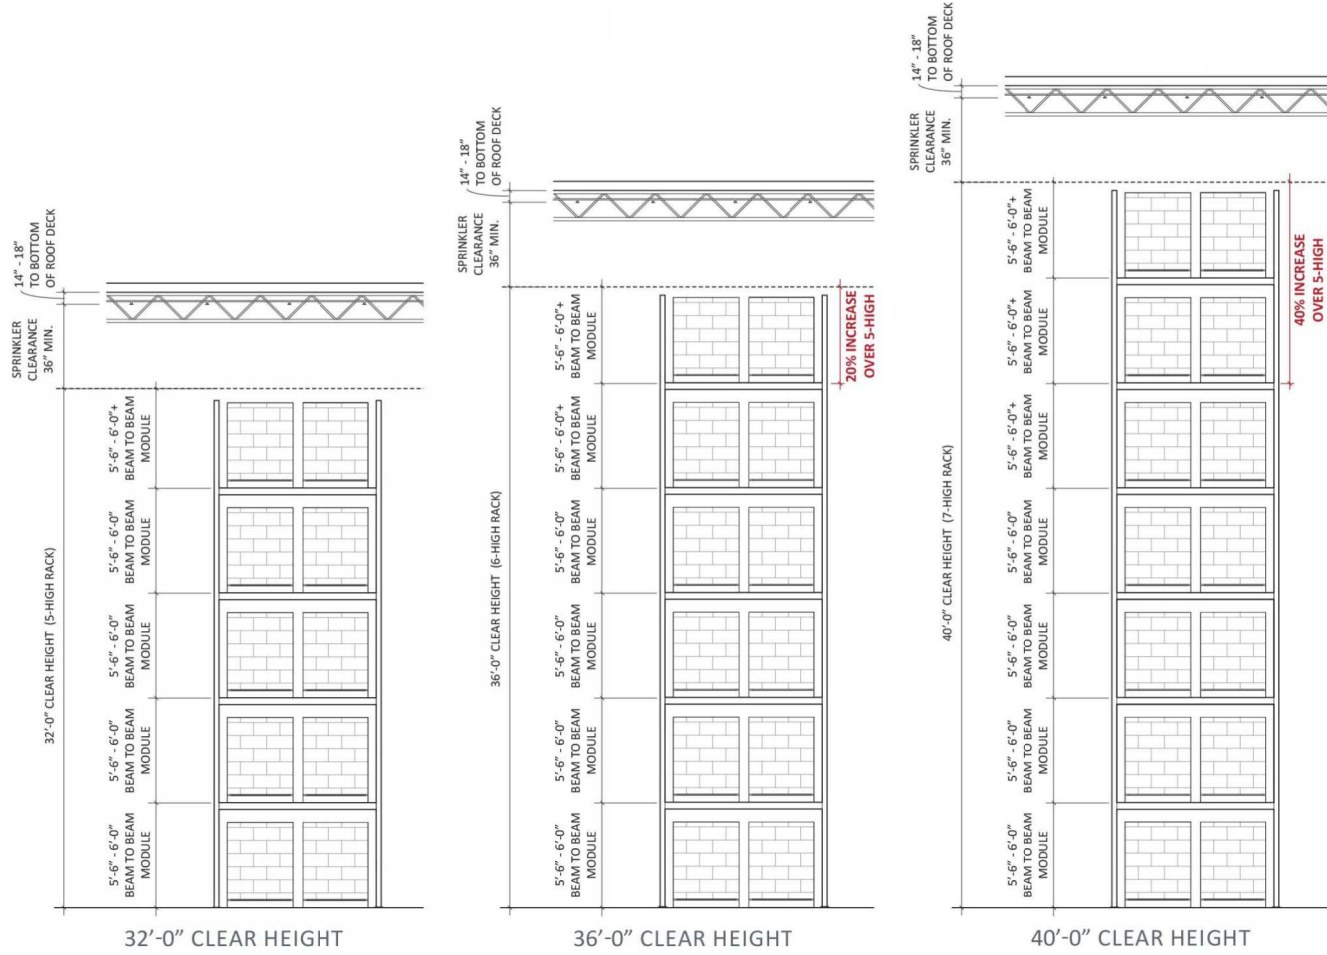 14" - 18"
TO BOTTOM
OF ROOF DECK
SPRINKLER
CLEARANCE
36" MIN.
32'-0" CLEAR HEIGHT (5-HIGH RACK)
5'-6" - 6'-0"+
BEAM TO BEAM
MODULE
5'-6" - 6'-0"
BEAM TO BEAM
MODULE
5'-6" - 6'-0"
BEAM TO BEAM
MODULE
5'-6" - 6'-0"
BEAM TO BEAM
MODULE
5'-6" - 6'-0"
BEAM TO BEAM
MODULE
32'-0" CLEAR HEIGHT
14" - 18"
TO BOTTOM
OF ROOF DECK
SPRINKLER
CLEARANCE
36" MIN.
36'-0" CLEAR HEIGHT (6-HIGH RACK)
5'-6" - 6'-0"+
BEAM TO BEAM
MODULE
5'-6" - 6'-0"+
BEAM TO BEAM
MODULE
5'-6" - 6'-0"
BEAM TO BEAM
MODULE
5'-6" - 6'-0"
BEAM TO BEAM
MODULE
5'-6" - 6'-0"
BEAM TO BEAM
MODULE
5'-6" - 6'-0"
BEAM TO BEAM
MODULE
20% INCREASE
OVER 5-HIGH
36'-0" CLEAR HEIGHT
14" - 18"
TO BOTTOM
OF ROOF DECK
SPRINKLER
CLEARANCE
36" MIN.
40'-0" CLEAR HEIGHT (7-HIGH RACK)
5'-6" - 6'-0"+
BEAM TO BEAM
MODULE
5'-6" - 6'-0"+
BEAM TO BEAM
MODULE
5'-6" - 6'-0"+
BEAM TO BEAM
MODULE
5'-6" - 6'-0"
BEAM TO BEAM
MODULE
5'-6" - 6'-0"
BEAM TO BEAM
MODULE
5'-6" - 6'-0"
BEAM TO BEAM
MODULE
5'-6" - 6'-0"
BEAM TO BEAM
MODULE
40% INCREASE
OVER 5-HIGH
40'-0" CLEAR HEIGHT